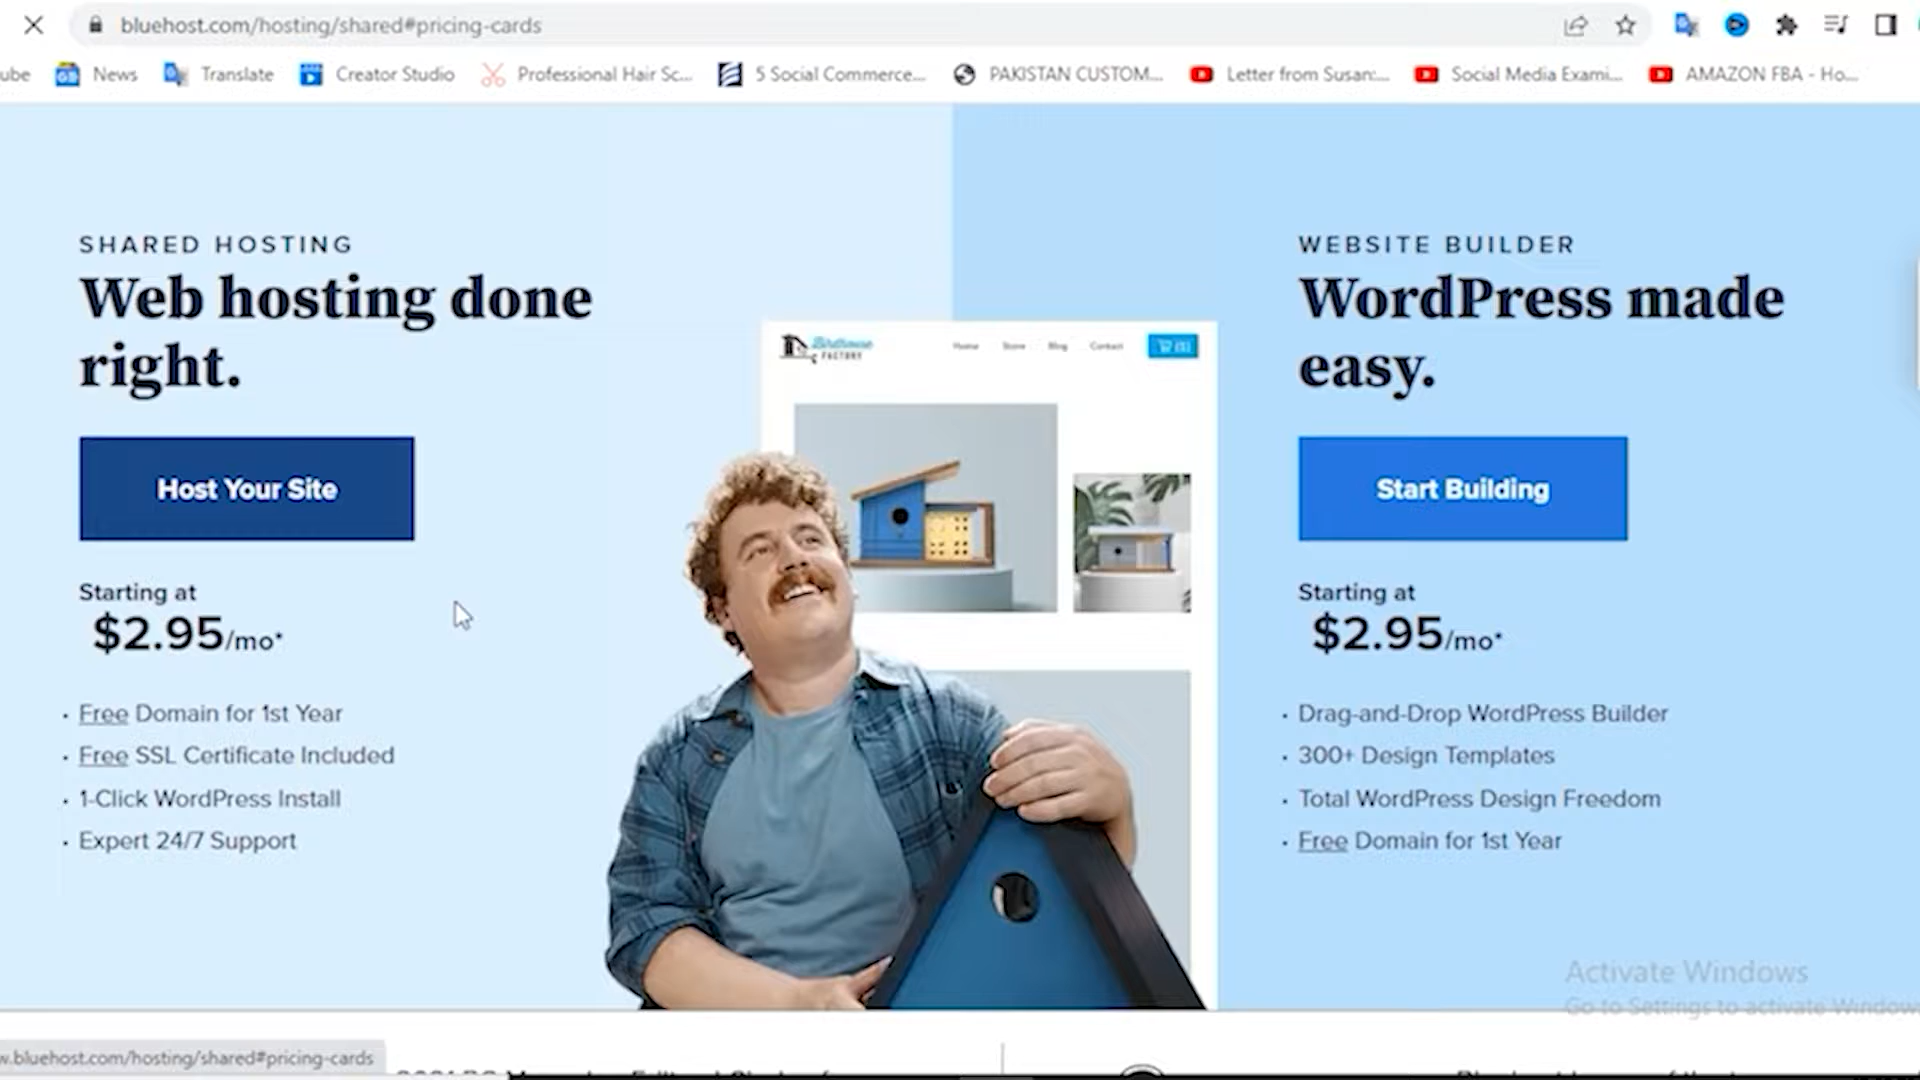 bluehost.com/hosting/shared#pricing-cards
ube News Translate Creator Studio Professional Hair Sc... 5 Social Commerce... PAKISTAN CUSTOM... Letter from Susan:... Social Media Exami... AMAZON FBA - Ho...
SHARED HOSTING
Web hosting done
right.
Host Your Site
Starting at
$2.95/mo*
· Free Domain for 1st Year
· Free SSL Certificate Included
· 1-Click WordPress Install
· Expert 24/7 Support
Birdhouse
FACTORY
Home Store Blog Contact
WEBSITE BUILDER
WordPress made
easy.
Start Building
Starting at
$2.95/mo*
· Drag-and-Drop WordPress Builder
· 300+ Design Templates
· Total WordPress Design Freedom
· Free Domain for 1st Year
Activate Windows
Go to Settings to activate Windows
w.bluehost.com/hosting/shared#pricing-cards